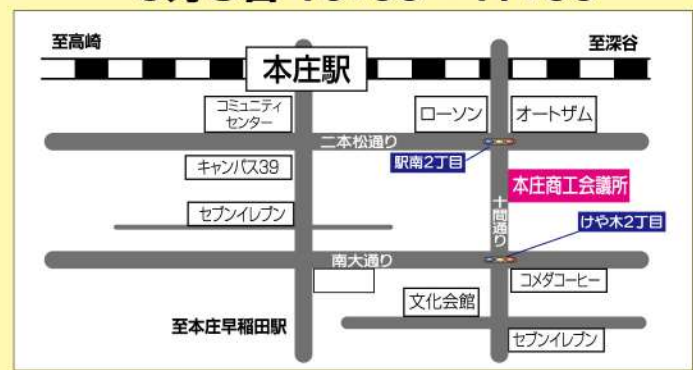 至高崎
至深谷
本庄駅
コミュニティ
センター
ローソン
オートザム
二本松通り
駅南2丁目
キャンパス39
本庄商工会議所
セブンイレブン
十間通り
けや木2丁目
南大通り
コメダコーヒー
文化会館
至本庄早稲田駅
セブンイレブン